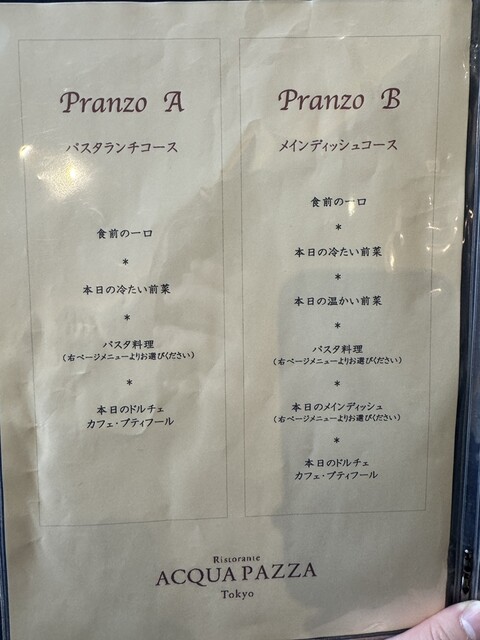 Pranzo A
パスタランチコース
食前の一口
*
本日の冷たい前菜
*
パスタ料理
(右ページメニューよりお選びください)
*
本日のドルチェ
カフェ・プティフール
Pranzo B
メインディッシュコース
食前の一口
*
本日の冷たい前菜
*
本日の温かい前菜
*
パスタ料理
(右ページメニューよりお選びください)
*
本日のメインディッシュ
(右ページメニューよりお選びください)
*
本日のドルチェ
カフェ・プティフール
Ristorante
ACQUA PAZZA
Tokyo